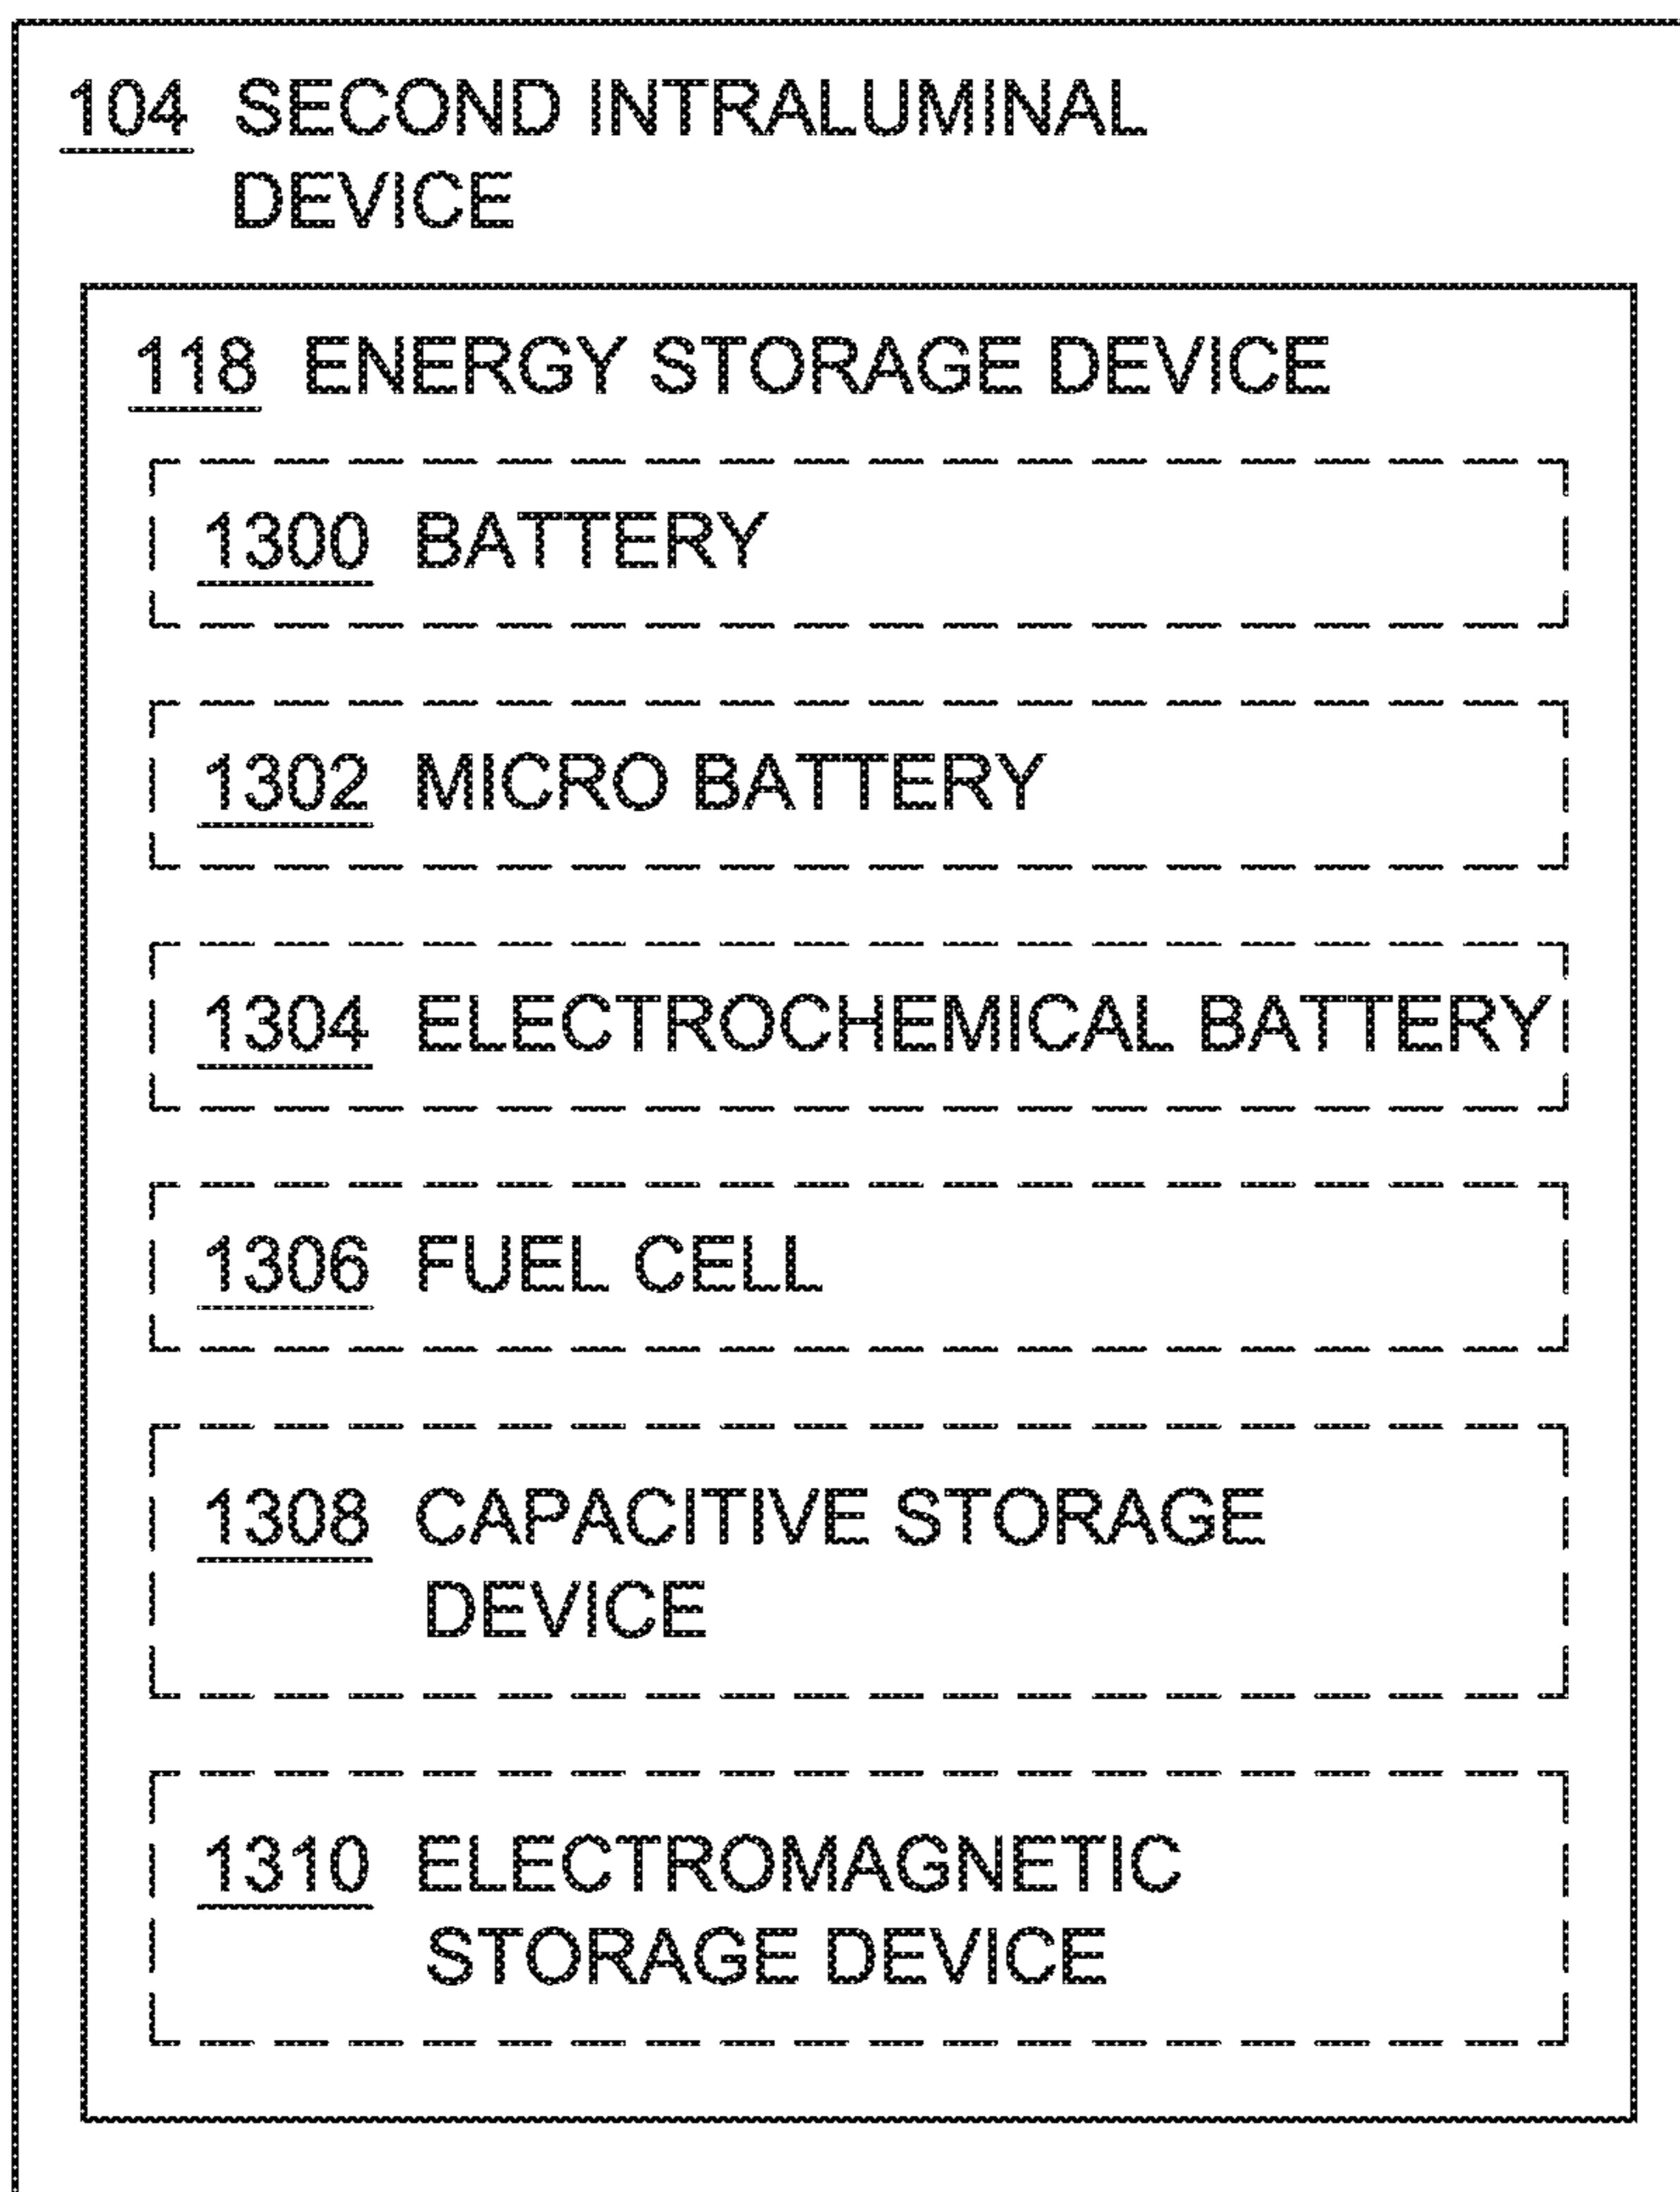 104 SECOND INTRALUMINAL
DEVICE
118 ENERGY STORAGE DEVICE
1300 BATTERY
1302 MICRO BATTERY
1304 ELECTROCHEMICAL BATTERY
1306 FUEL CELL
1308 CAPACITIVE STORAGE
DEVICE
1310 ELECTROMAGNETIC
STORAGE DEVICE